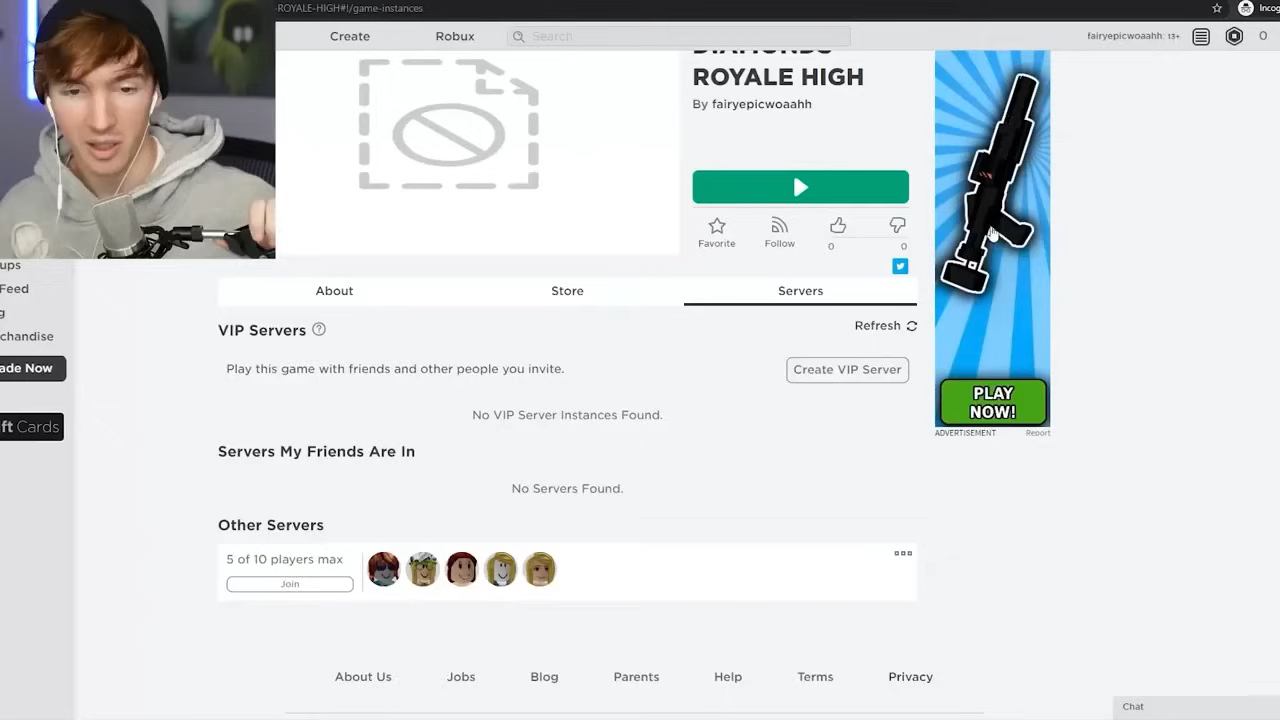 -ROYALE-HIGH#!/game-instances
Incog
Create
Robux
Search
fairyepicwoaahh: 13+
0
DIAMONDS
ROYALE HIGH
By fairyepicwoaahh
Favorite
Follow
0
0
ups
Feed
g
chandise
ade Now
ft Cards
About
Store
Servers
VIP Servers ?
Refresh
Play this game with friends and other people you invite.
Create VIP Server
No VIP Server Instances Found.
PLAY
NOW!
ADVERTISEMENT
Report
Servers My Friends Are In
No Servers Found.
Other Servers
5 of 10 players max
Join
About Us
Jobs
Blog
Parents
Help
Terms
Privacy
Chat